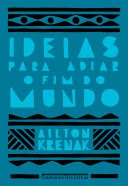 IDEIAS
PARA ADIAR
O FIM DO
MUNDO
AILTON
KRENAK